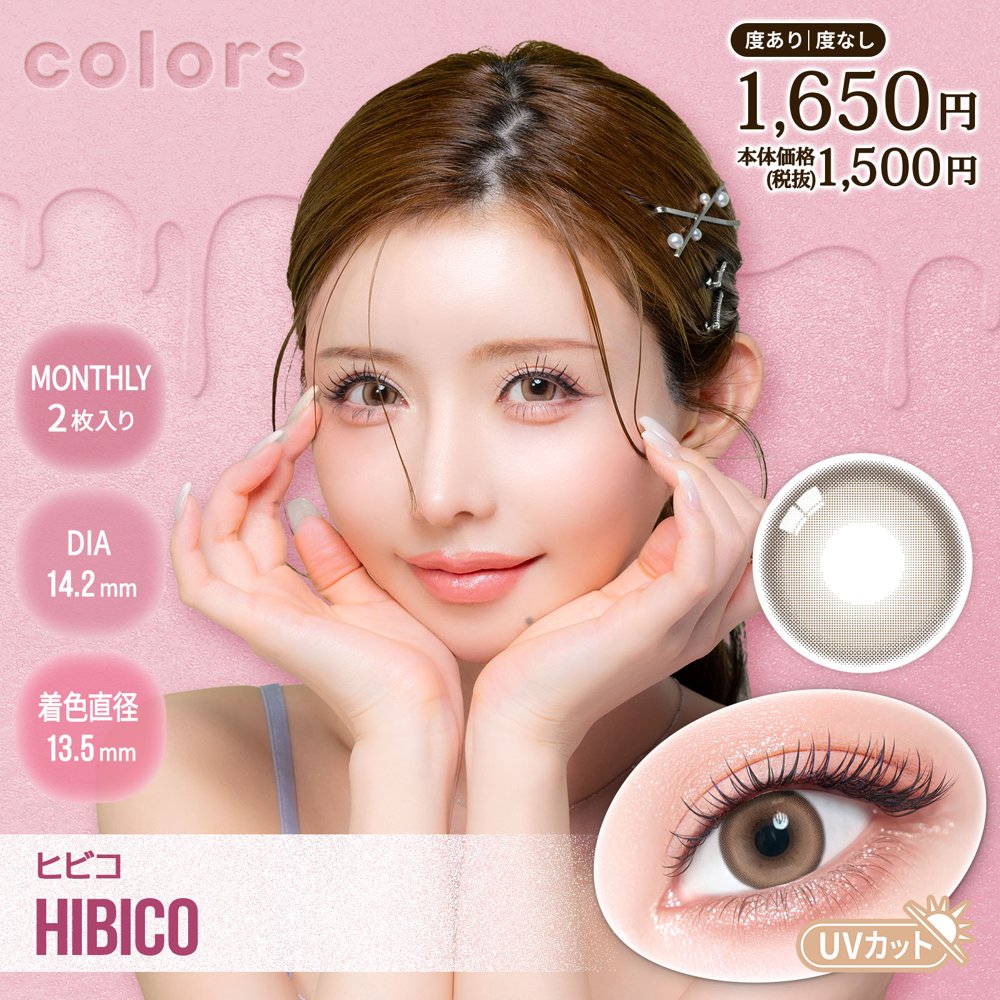 colors
度あり|度なし
1,650円
本体価格
(税抜)1,500円
MONTHLY
2枚入り
DIA
14.2mm
着色直径
13.5mm
ヒビコ
HIBICO
UVカット